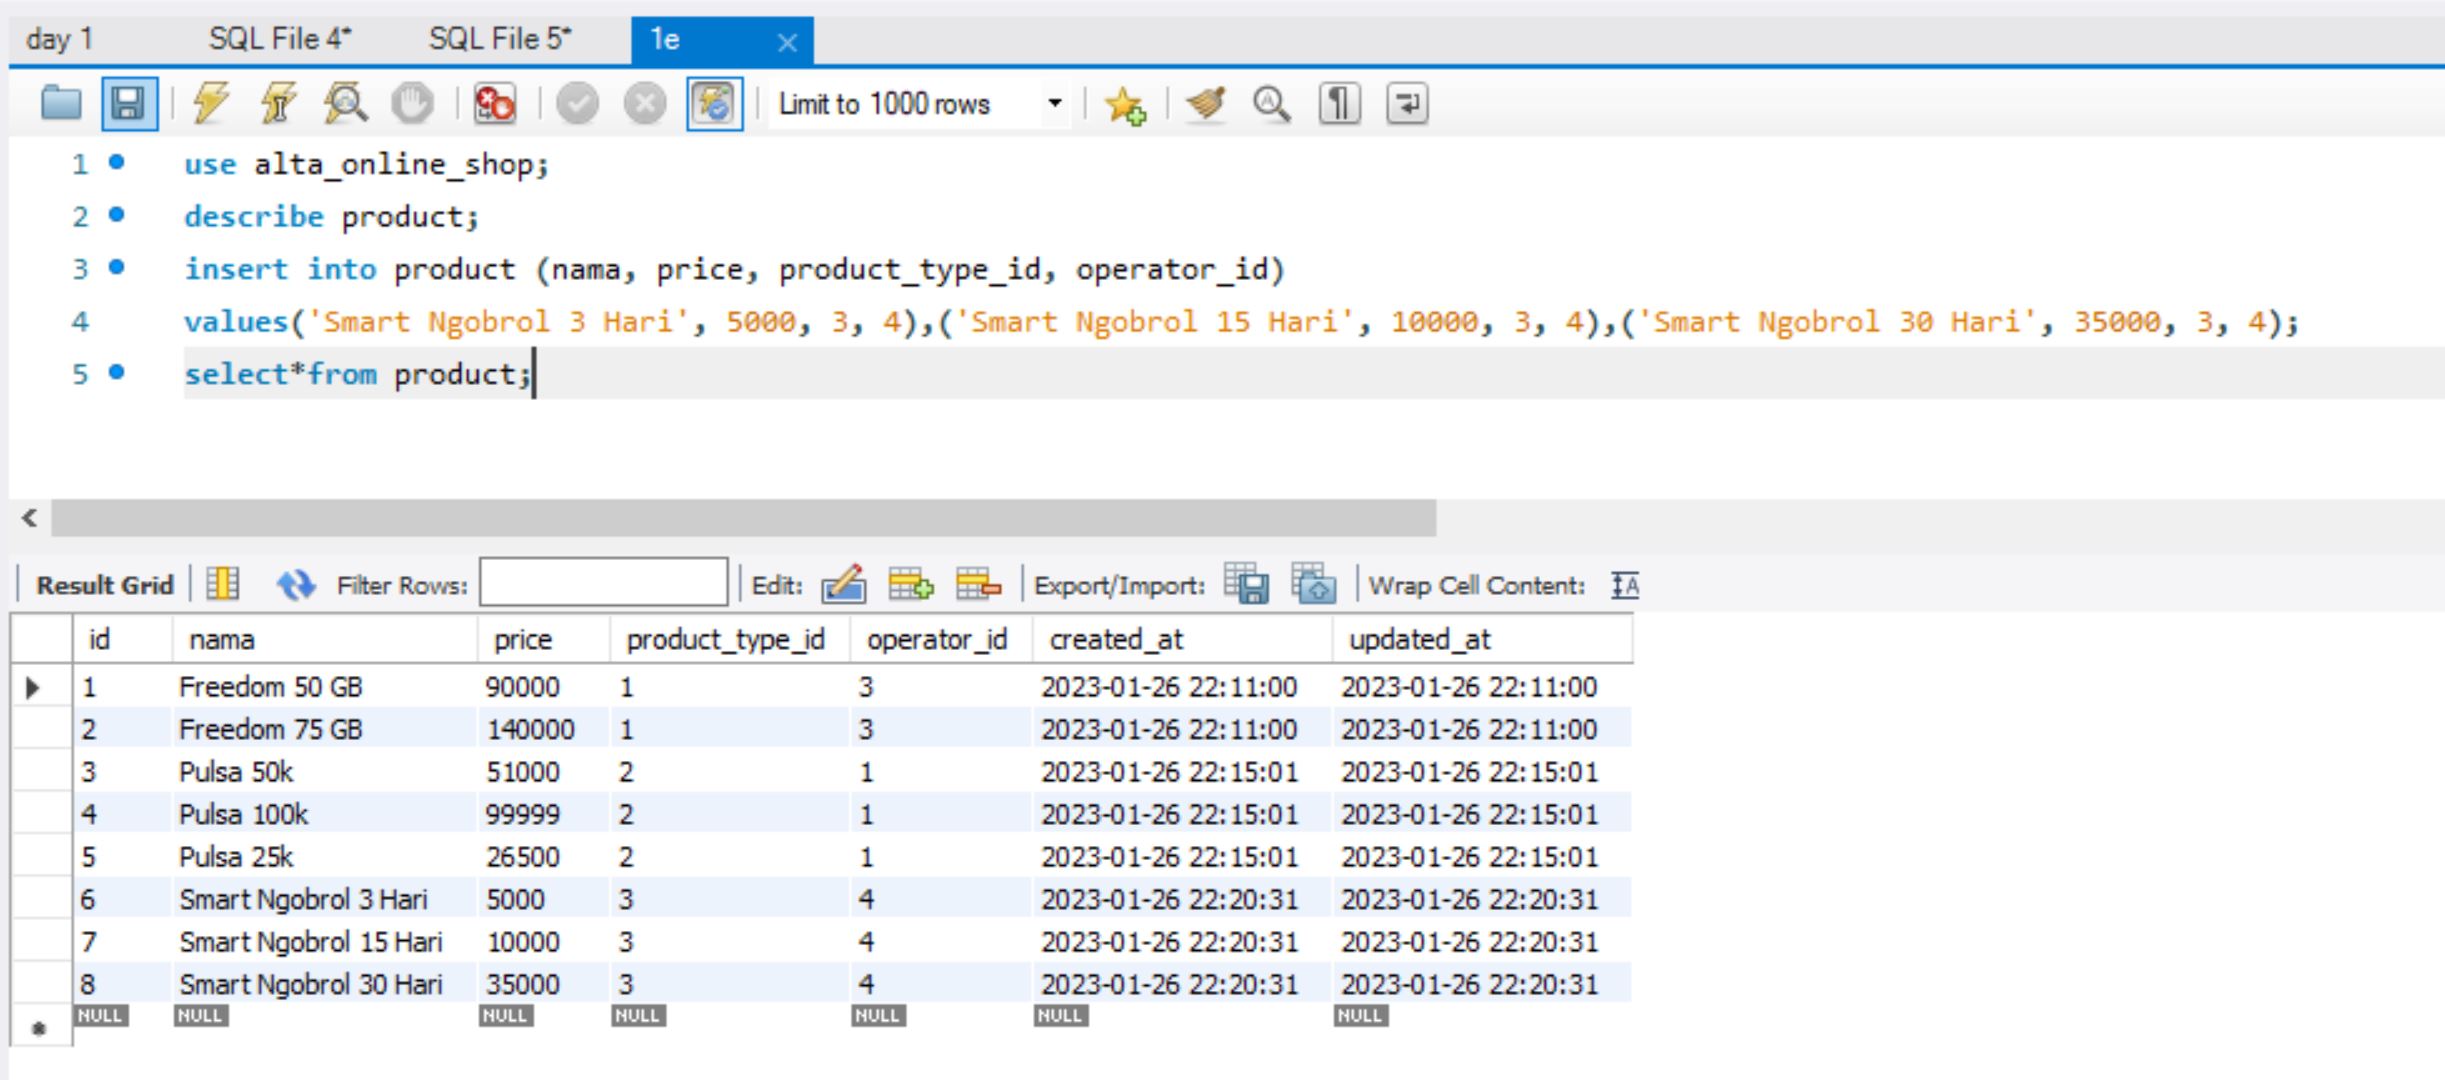 day 1 SQL File 4* SQL File 5* 1e
Limit to 1000 rows
1 use alta_online_shop;
2 describe product;
3 insert into product (nama, price, product_type_id, operator_id)
4 values('Smart Ngobrol 3 Hari', 5000, 3, 4),('Smart Ngobrol 15 Hari', 10000, 3, 4),('Smart Ngobrol 30 Hari', 35000, 3, 4);
5 select*from product;
Result Grid Filter Rows: Edit: Export/Import: Wrap Cell Content:
id nama price product_type_id operator_id created_at updated_at
1 Freedom 50 GB 90000 1 3 2023-01-26 22:11:00 2023-01-26 22:11:00
2 Freedom 75 GB 140000 1 3 2023-01-26 22:11:00 2023-01-26 22:11:00
3 Pulsa 50k 51000 2 1 2023-01-26 22:15:01 2023-01-26 22:15:01
4 Pulsa 100k 99999 2 1 2023-01-26 22:15:01 2023-01-26 22:15:01
5 Pulsa 25k 26500 2 1 2023-01-26 22:15:01 2023-01-26 22:15:01
6 Smart Ngobrol 3 Hari 5000 3 4 2023-01-26 22:20:31 2023-01-26 22:20:31
7 Smart Ngobrol 15 Hari 10000 3 4 2023-01-26 22:20:31 2023-01-26 22:20:31
8 Smart Ngobrol 30 Hari 35000 3 4 2023-01-26 22:20:31 2023-01-26 22:20:31
NULL NULL NULL NULL NULL NULL NULL